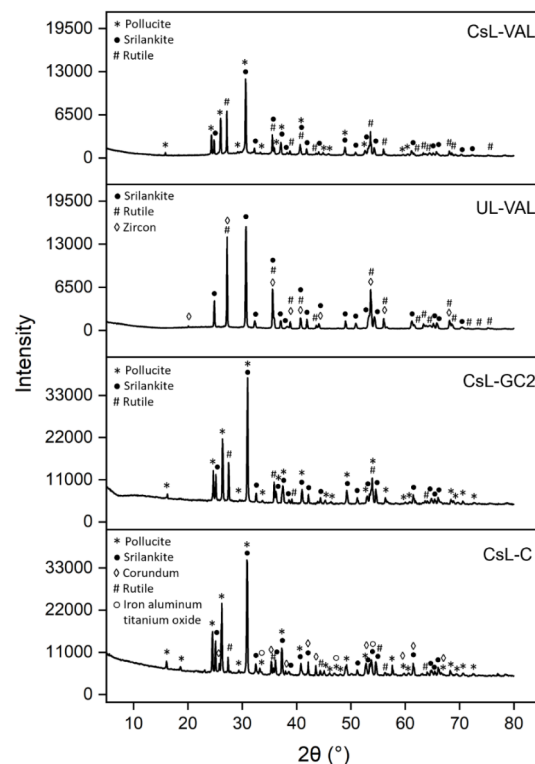 * Pollucite
● Srilankite
# Rutile
CsL-VAL
19500
13000
6500
0
● Srilankite
# Rutile
◊ Zircon
UL-VAL
19500
13000
6500
0
* Pollucite
● Srilankite
# Rutile
CsL-GC2
33000
22000
11000
0
* Pollucite
● Srilankite
◊ Corundum
# Rutile
○ Iron aluminum
titanium oxide
CsL-C
33000
22000
11000
0
Intensity
10 20 30 40 50 60 70 80
2θ (°)